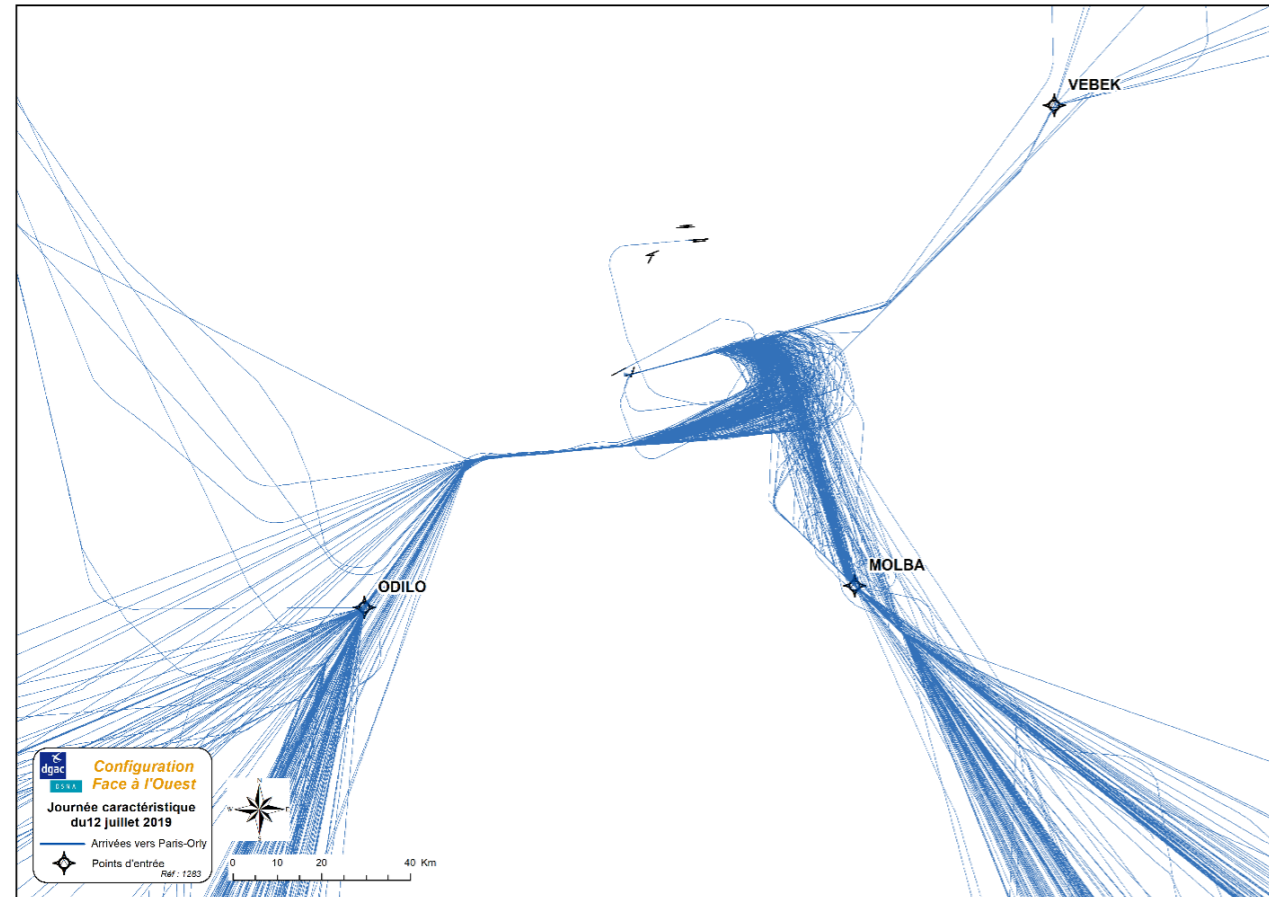 VEBEK
MOLBA
ODILO
dgac
DSNA
Configuration
Face à l'Ouest
Journée caractéristique
du12 juillet 2019
Arrivées vers Paris-Orly
Points d'entrée
Réf : 1283
N
0 10 20 40 Km